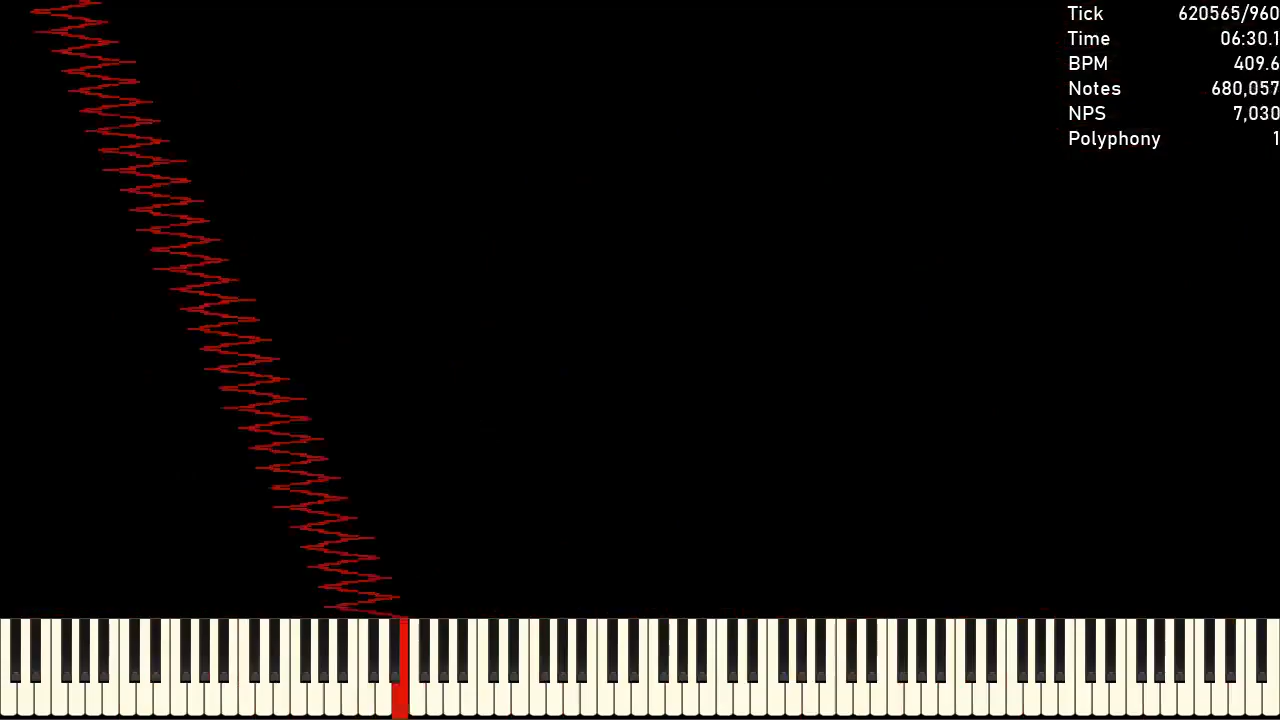 Tick 620565/960
Time 06:30.1
BPM 409.6
Notes 680,057
NPS 7,030
Polyphony 1